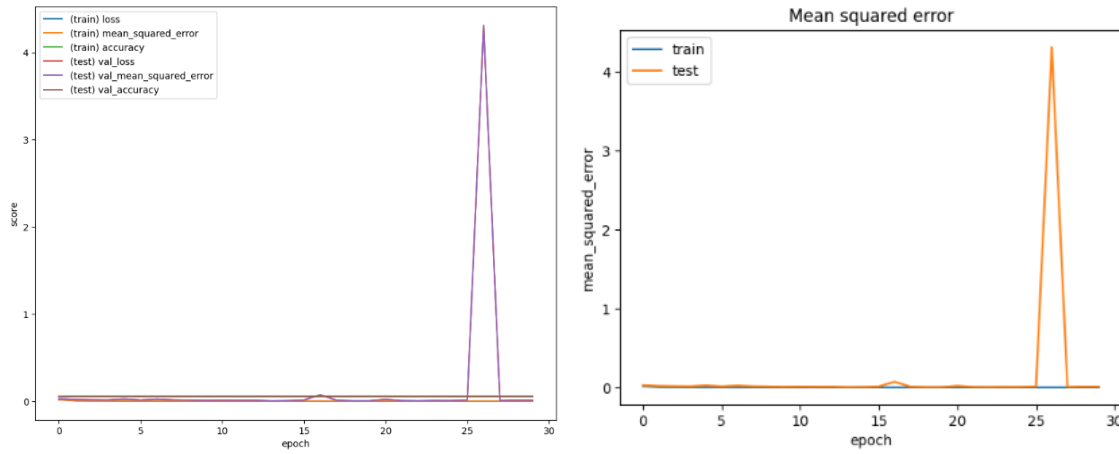 (train) loss
(train) mean_squared_error
(train) accuracy
(test) val_loss
(test) val_mean_squared_error
(test) val_accuracy
4
3
2
1
0
score
0 5 10 15 20 25 30
epoch
Mean squared error
train
test
4
3
2
1
0
mean_squared_error
0 5 10 15 20 25 30
epoch